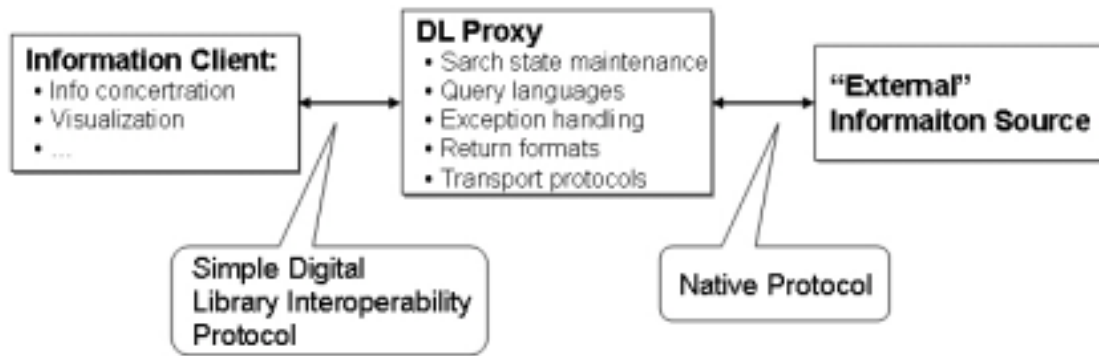 Information Client:
• Info concertration
• Visualization
• ...
DL Proxy
• Sarch state maintenance
• Query languages
• Exception handling
• Return formats
• Transport protocols
“External”
Informaiton Source
Simple Digital
Library Interoperability
Protocol
Native Protocol